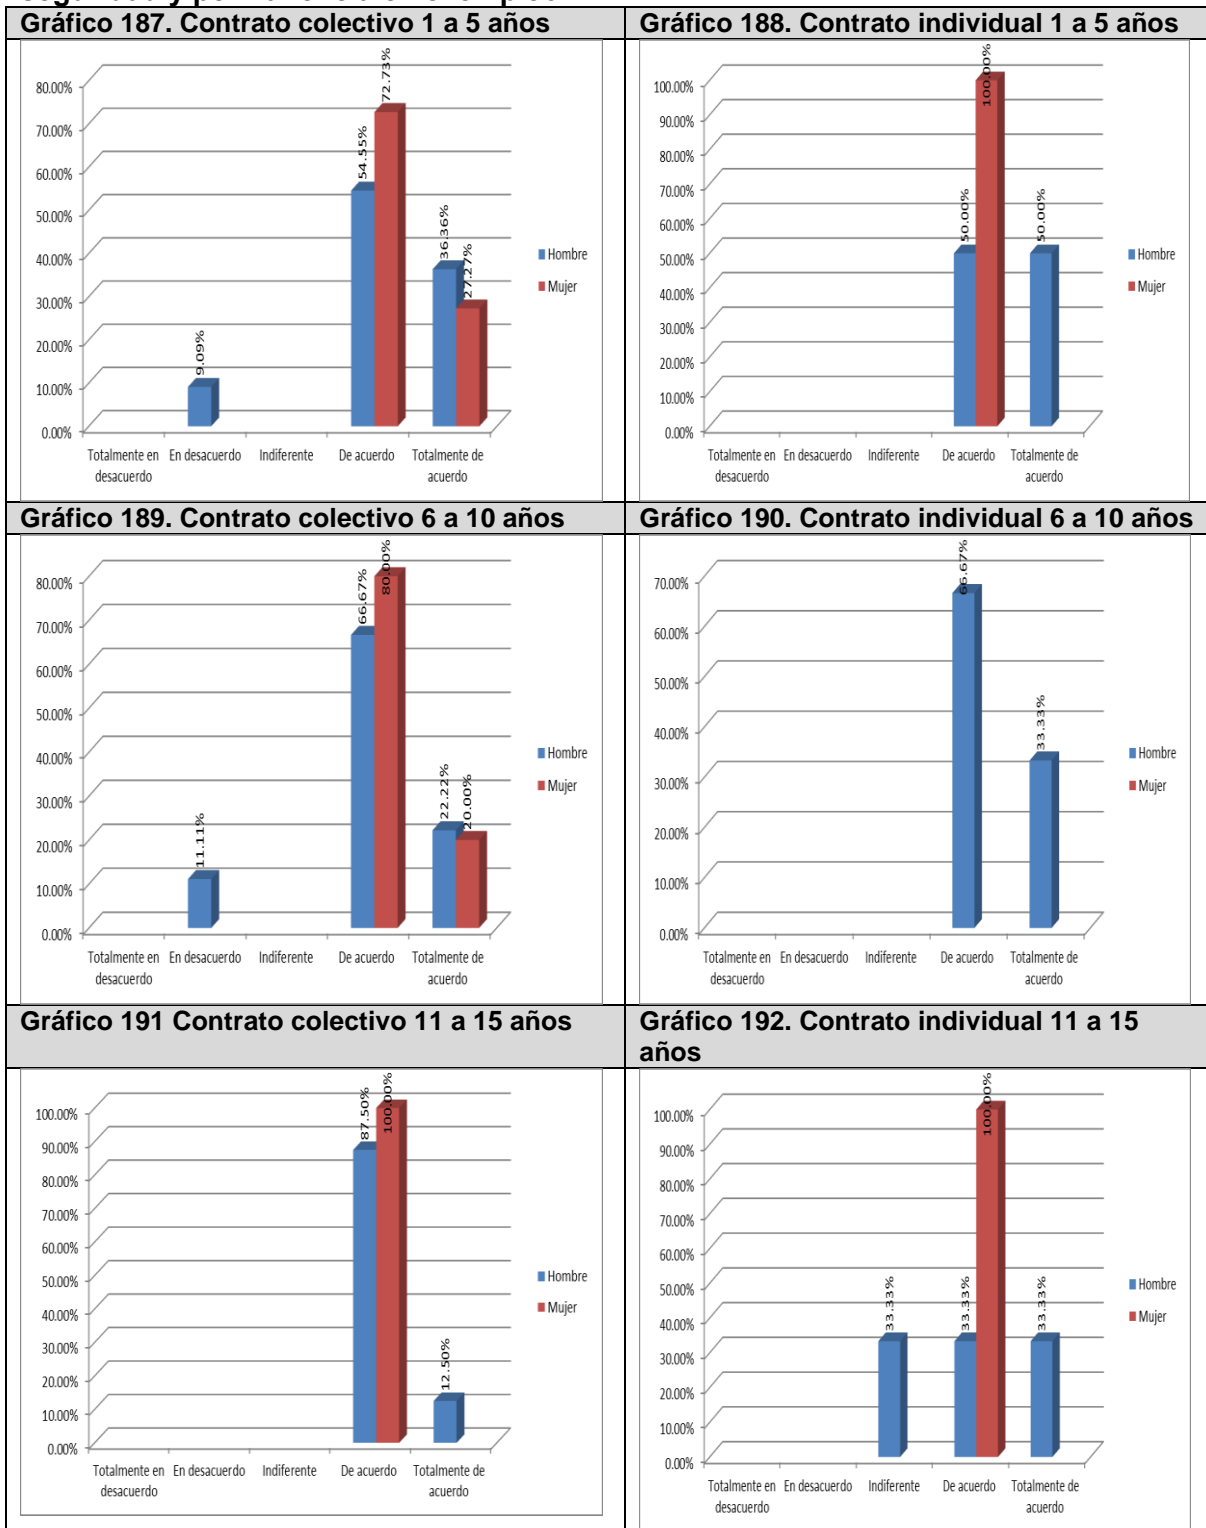 Gráfico 187. Contrato colectivo 1 a 5 años
80.00%
70.00%
60.00%
50.00%
40.00%
30.00%
20.00%
10.00%
0.00%
9.09%
54.55%
72.73%
36.36%
27.27%
Totalmente en desacuerdo
En desacuerdo
Indiferente
De acuerdo
Totalmente de acuerdo
Hombre
Mujer
Gráfico 188. Contrato individual 1 a 5 años
100.00%
90.00%
80.00%
70.00%
60.00%
50.00%
40.00%
30.00%
20.00%
10.00%
0.00%
50.00%
100.00%
50.00%
Totalmente en desacuerdo
En desacuerdo
Indiferente
De acuerdo
Totalmente de acuerdo
Hombre
Mujer
Gráfico 189. Contrato colectivo 6 a 10 años
80.00%
70.00%
60.00%
50.00%
40.00%
30.00%
20.00%
10.00%
0.00%
11.11%
66.67%
80.00%
22.22%
20.00%
Totalmente en desacuerdo
En desacuerdo
Indiferente
De acuerdo
Totalmente de acuerdo
Hombre
Mujer
Gráfico 190. Contrato individual 6 a 10 años
70.00%
60.00%
50.00%
40.00%
30.00%
20.00%
10.00%
0.00%
66.67%
33.33%
Totalmente en desacuerdo
En desacuerdo
Indiferente
De acuerdo
Totalmente de acuerdo
Hombre
Mujer
Gráfico 191 Contrato colectivo 11 a 15 años
100.00%
90.00%
80.00%
70.00%
60.00%
50.00%
40.00%
30.00%
20.00%
10.00%
0.00%
87.50%
100.00%
12.50%
Totalmente en desacuerdo
En desacuerdo
Indiferente
De acuerdo
Totalmente de acuerdo
Hombre
Mujer
Gráfico 192. Contrato individual 11 a 15
años
100.00%
90.00%
80.00%
70.00%
60.00%
50.00%
40.00%
30.00%
20.00%
10.00%
0.00%
33.33%
33.33%
100.00%
33.33%
Totalmente en desacuerdo
En desacuerdo
Indiferente
De acuerdo
Totalmente de acuerdo
Hombre
Mujer